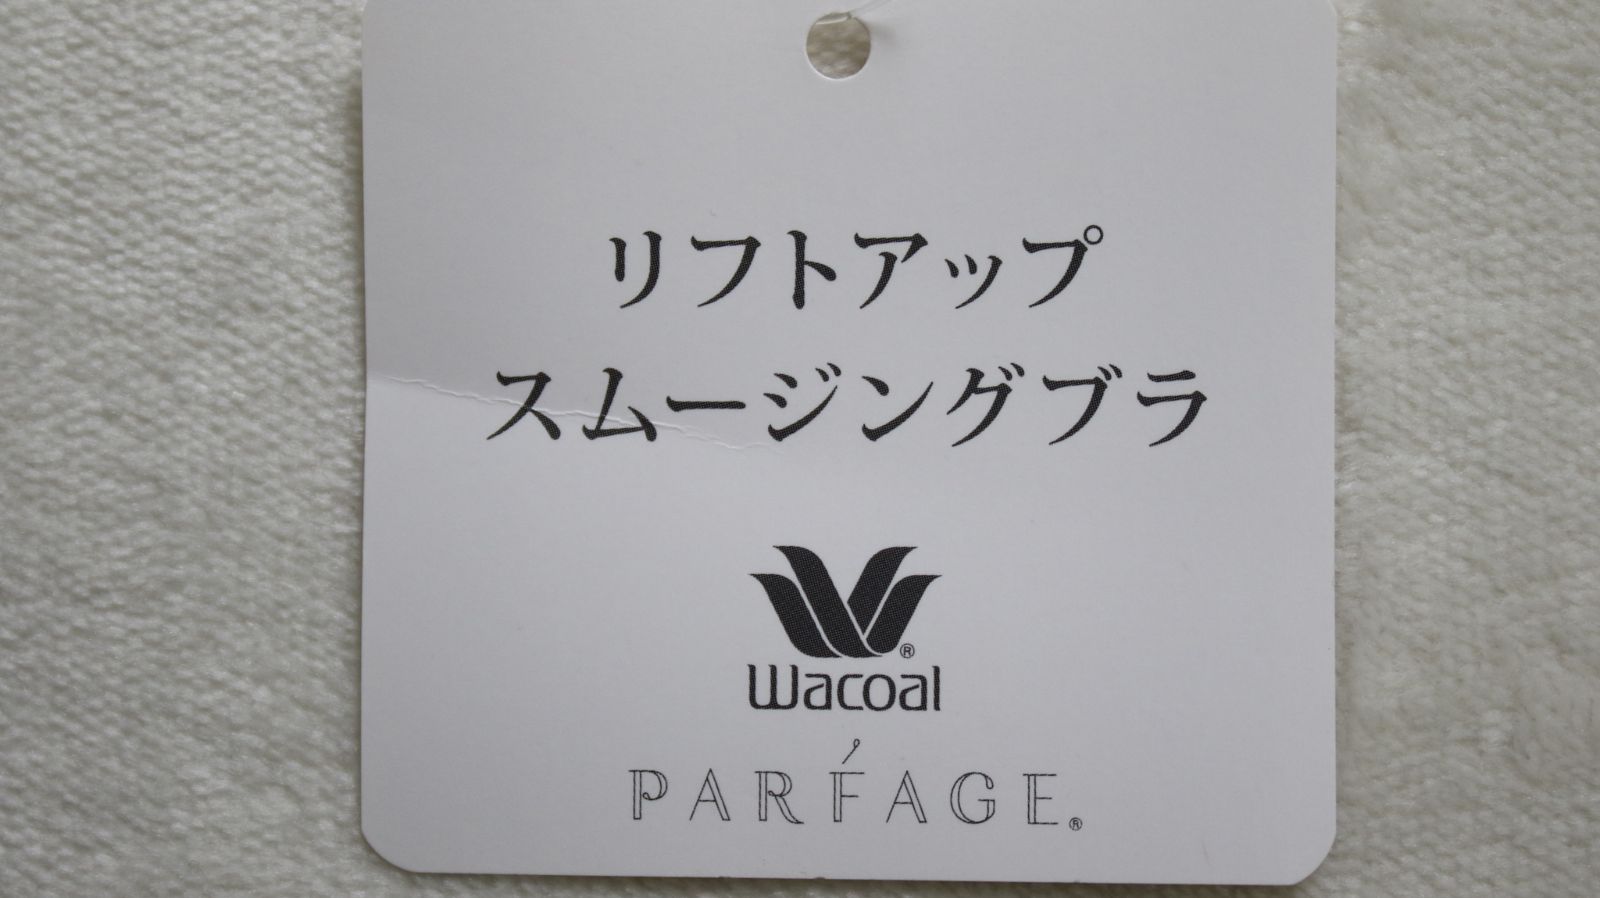 リフトアップ
スムージングブラ
®
Wacoal
PARFAGE®